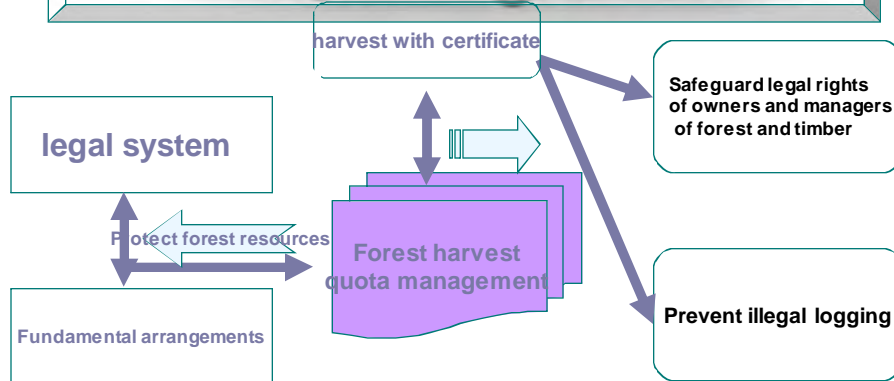 harvest with certificate
Safeguard legal rights
of owners and managers
of forest and timber
legal system
Protect forest resources
Forest harvest
quota management
Fundamental arrangements
Prevent illegal logging